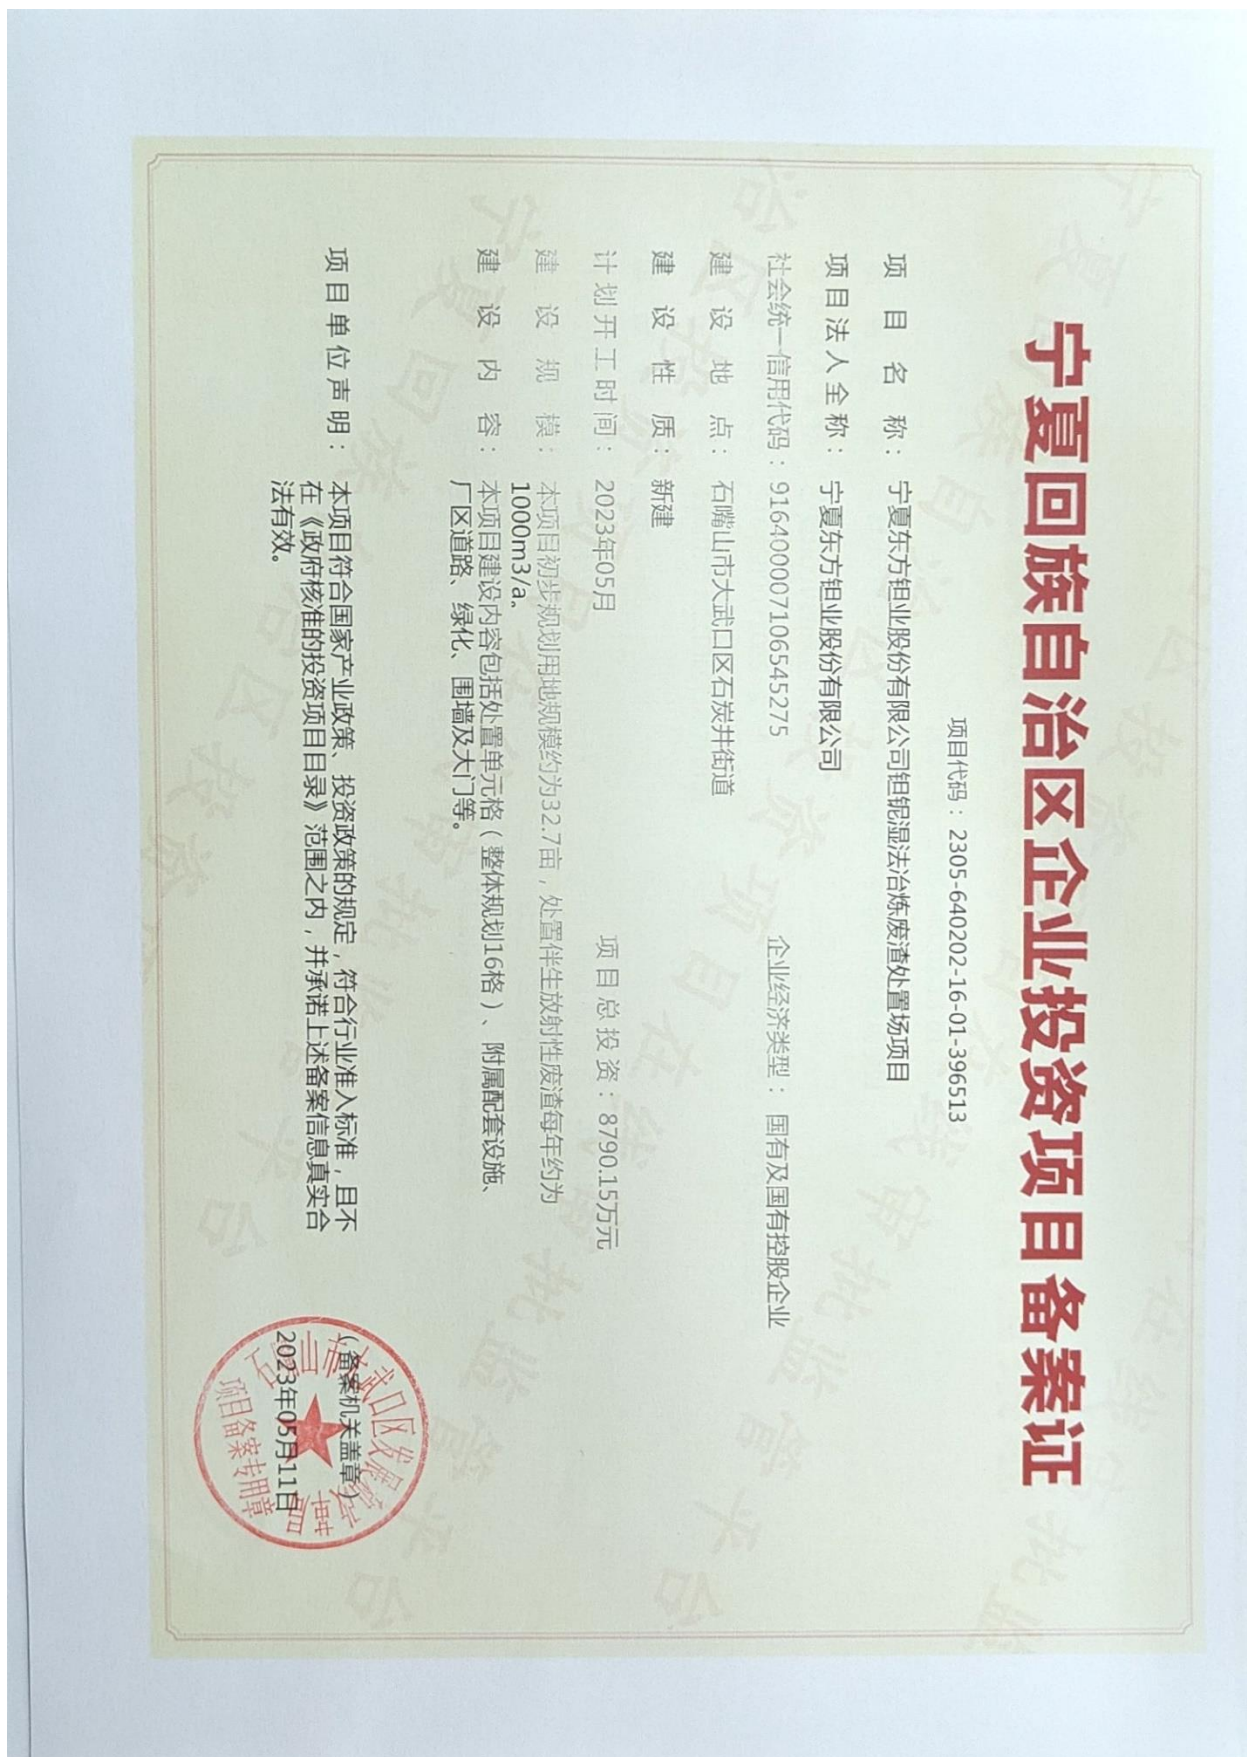 宁夏回族自治区企业投资项目备案证
项目代码：2305-640202-16-01-396513
项目名称：宁夏东方钽业股份有限公司钽铌湿法冶炼废渣处置场项目
项目法人全称：宁夏东方钽业股份有限公司
社会统一信用代码：916400007106545275 企业经济类型：国有及国有控股企业
建设地点：石嘴山市大武口区石炭井街道
建设性质：新建
计划开工时间：2023年05月 项目总投资：8790.15万元
建设规模：本项目初步规划用地规模约为32.7亩，处置伴生放射性废渣每年约为
1000m3/a。
建设内容：本项目建设内容包括处置单元格（整体规划16格）、附属配套设施、
厂区道路、绿化、围墙及大门等。
项目单位声明：本项目符合国家产业政策、投资政策的规定，符合行业准入标准，且不
在《政府核准的投资项目目录》范围之内，并承诺上述备案信息真实合
法有效。
（备案机关盖章）
2023年05月11日
项目备案专用章